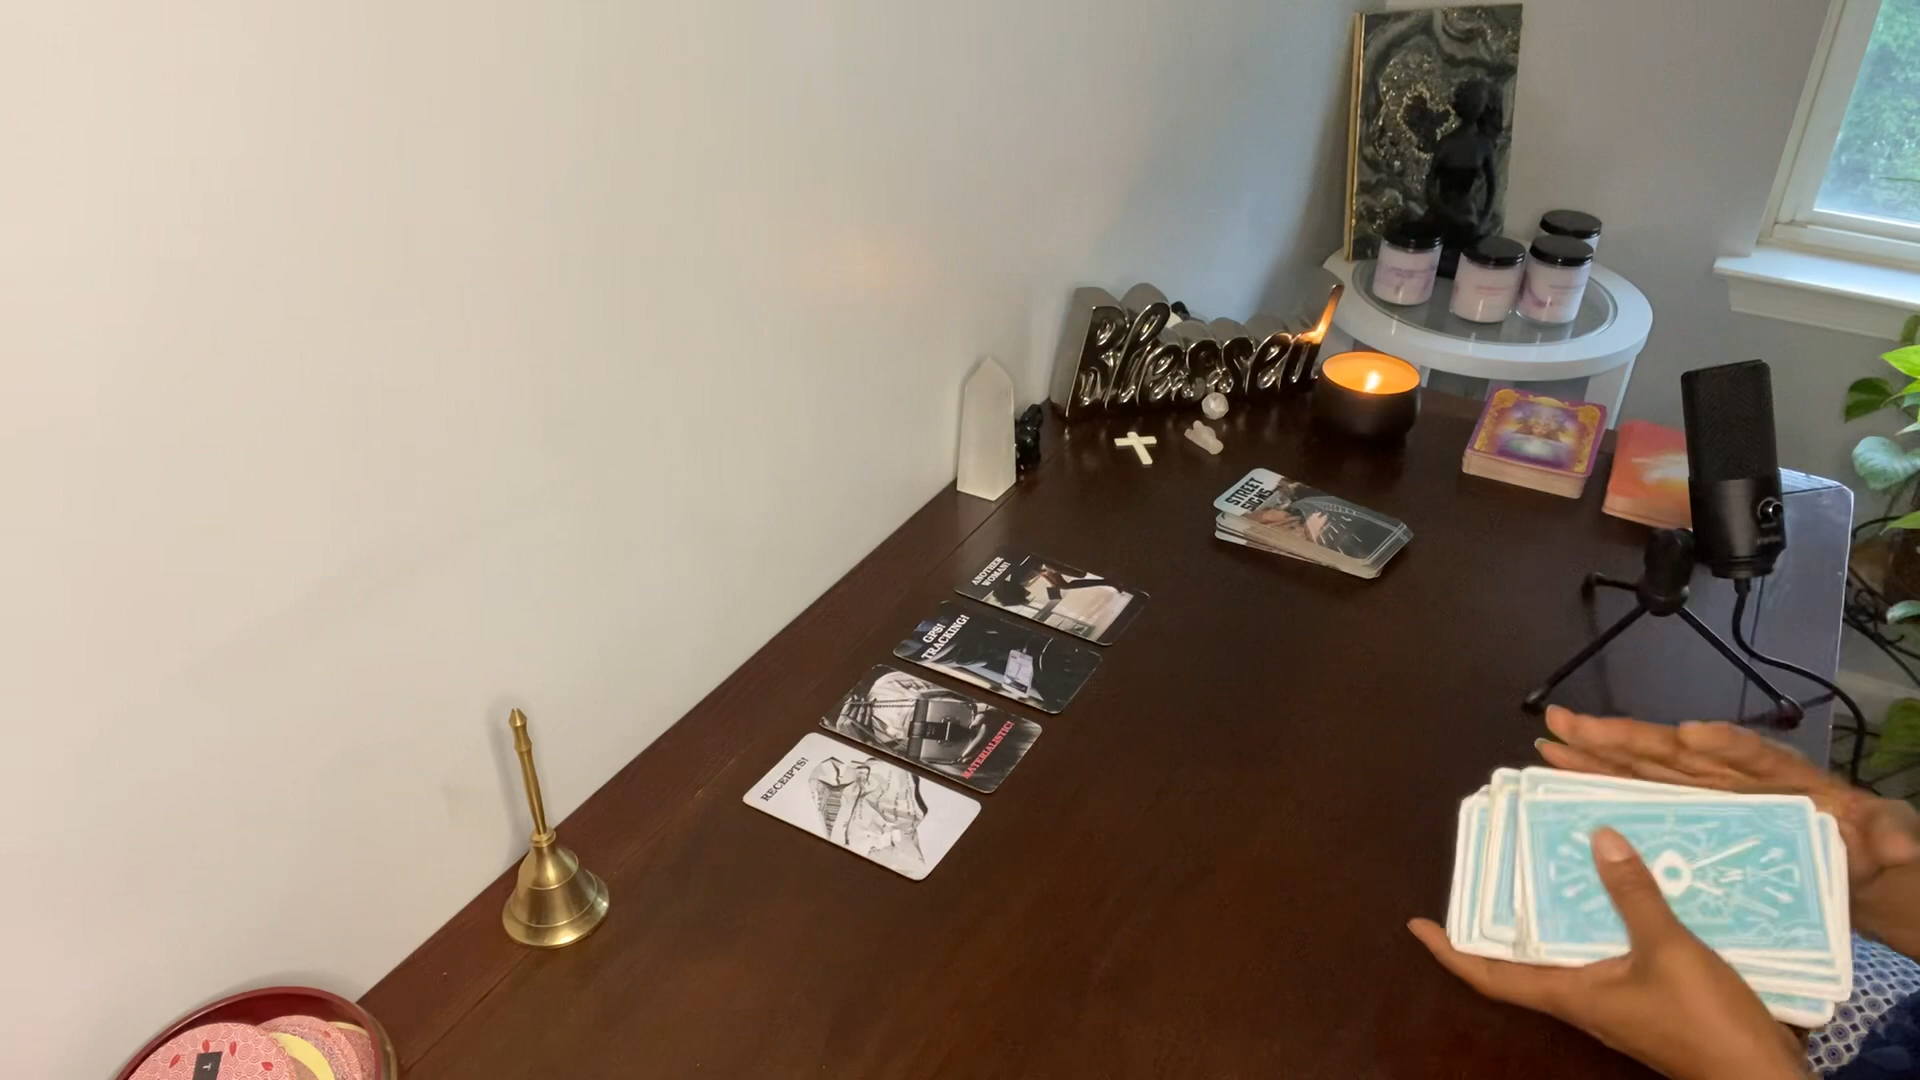 Blessed
STREET
SIGNS
ANOTHER
WOMAN!
GPS!
TRACKING!
MATERIALISTIC!
RECEIPTS!
T